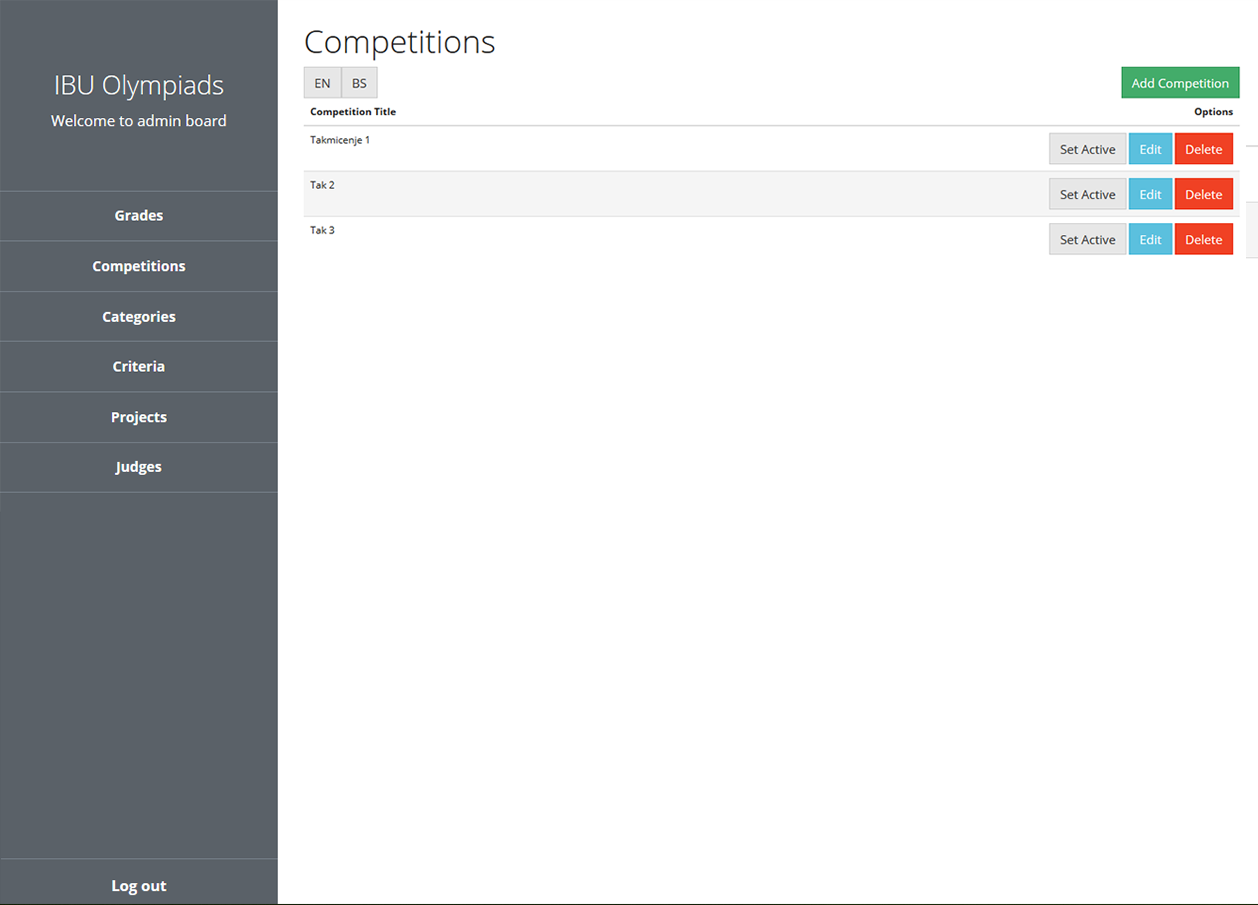 IBU Olympiads
Welcome to admin board
Grades
Competitions
Categories
Criteria
Projects
Judges
Log out
Competitions
EN BS Add Competition
Competition Title Options
Takmicenje 1 Set Active Edit Delete
Tak 2 Set Active Edit Delete
Tak 3 Set Active Edit Delete